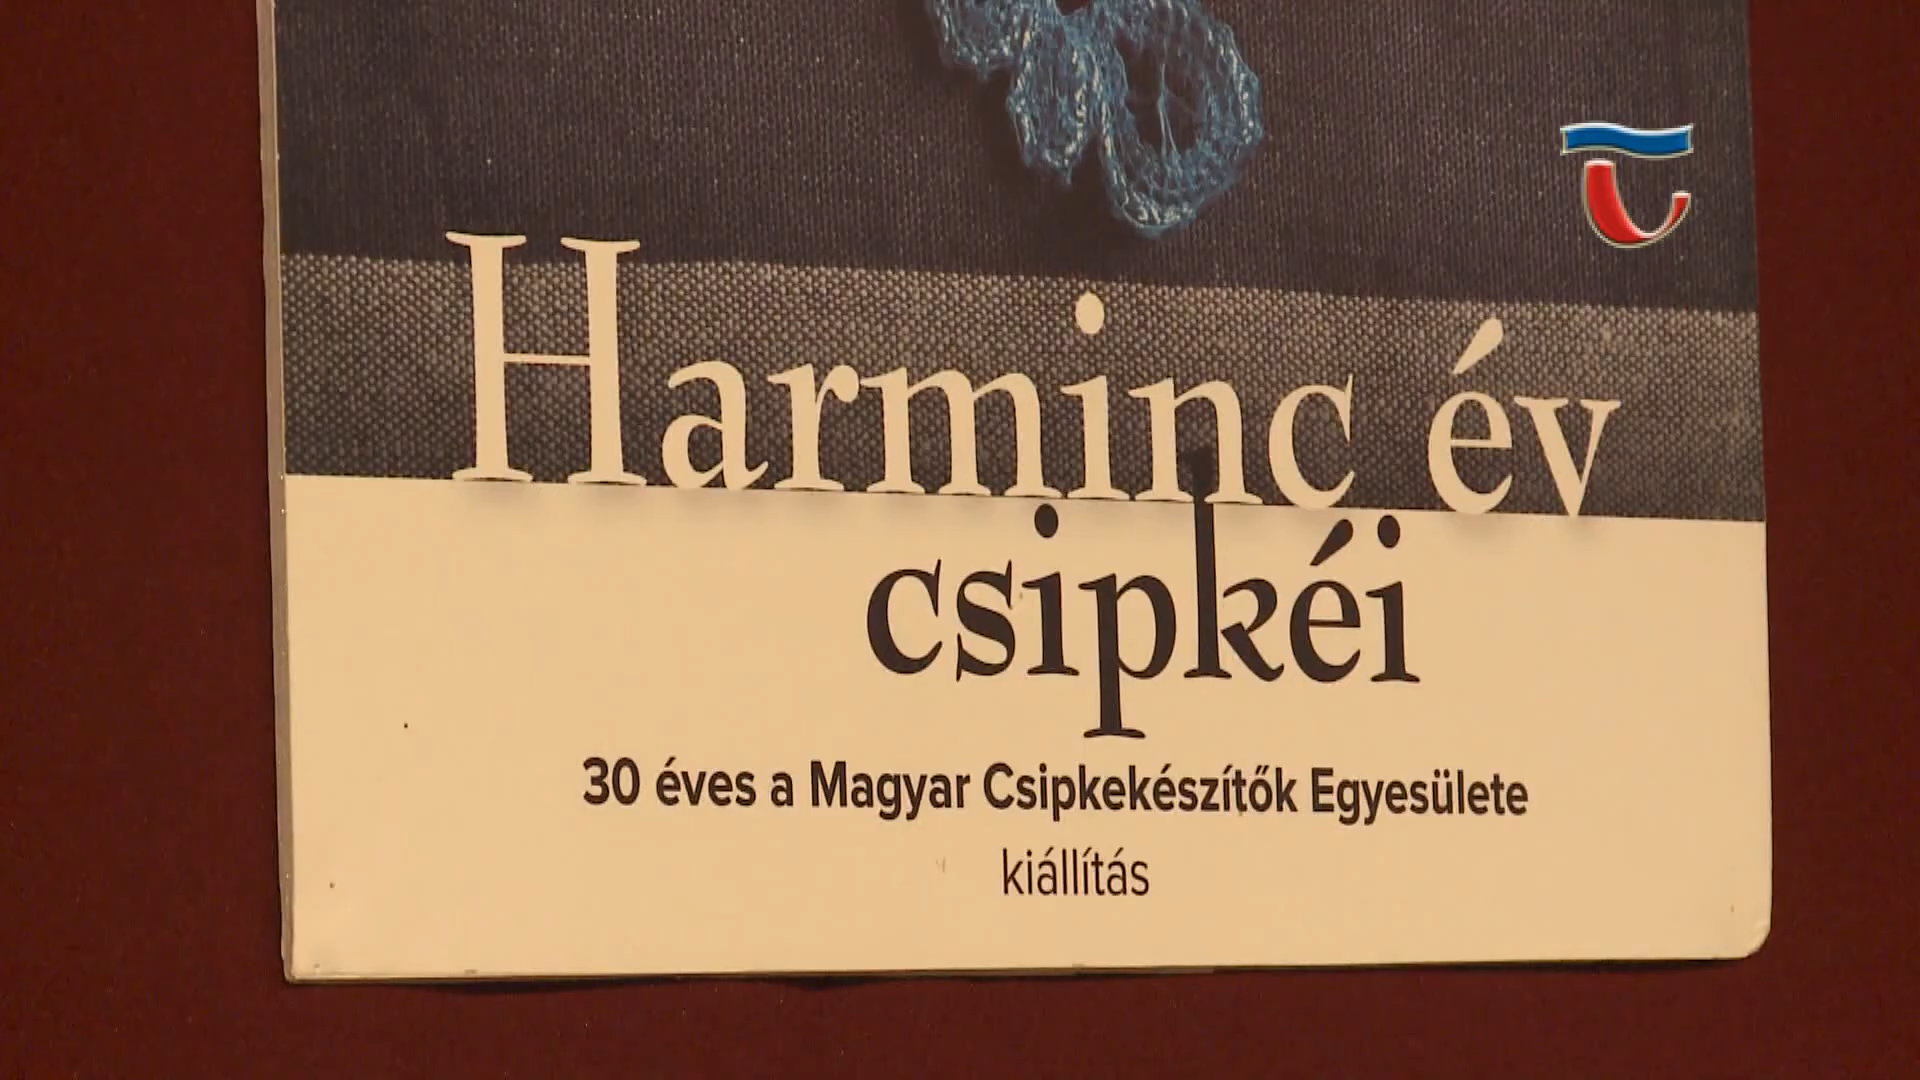 Harminc év
csipkéi
30 éves a Magyar Csipkekészítők Egyesülete
kiállítás